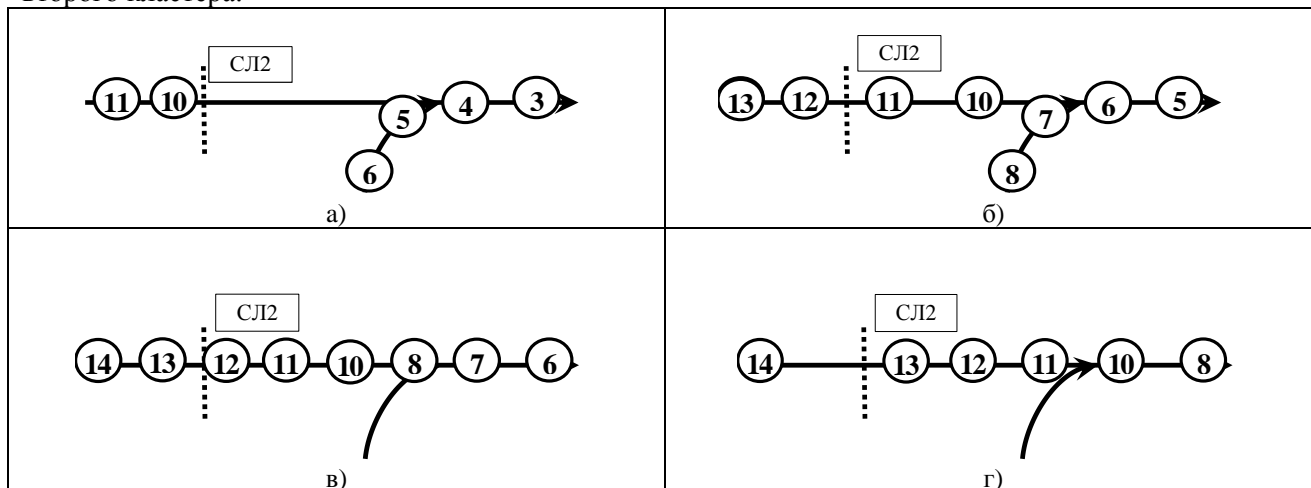 второго кластера.
СЛ2
11 10 5 4 3
6
а)
СЛ2
13 12 11 10 7 6 5
8
б)
СЛ2
14 13 12 11 10 8 7 6
в)
СЛ2
14 13 12 11 10 8
г)